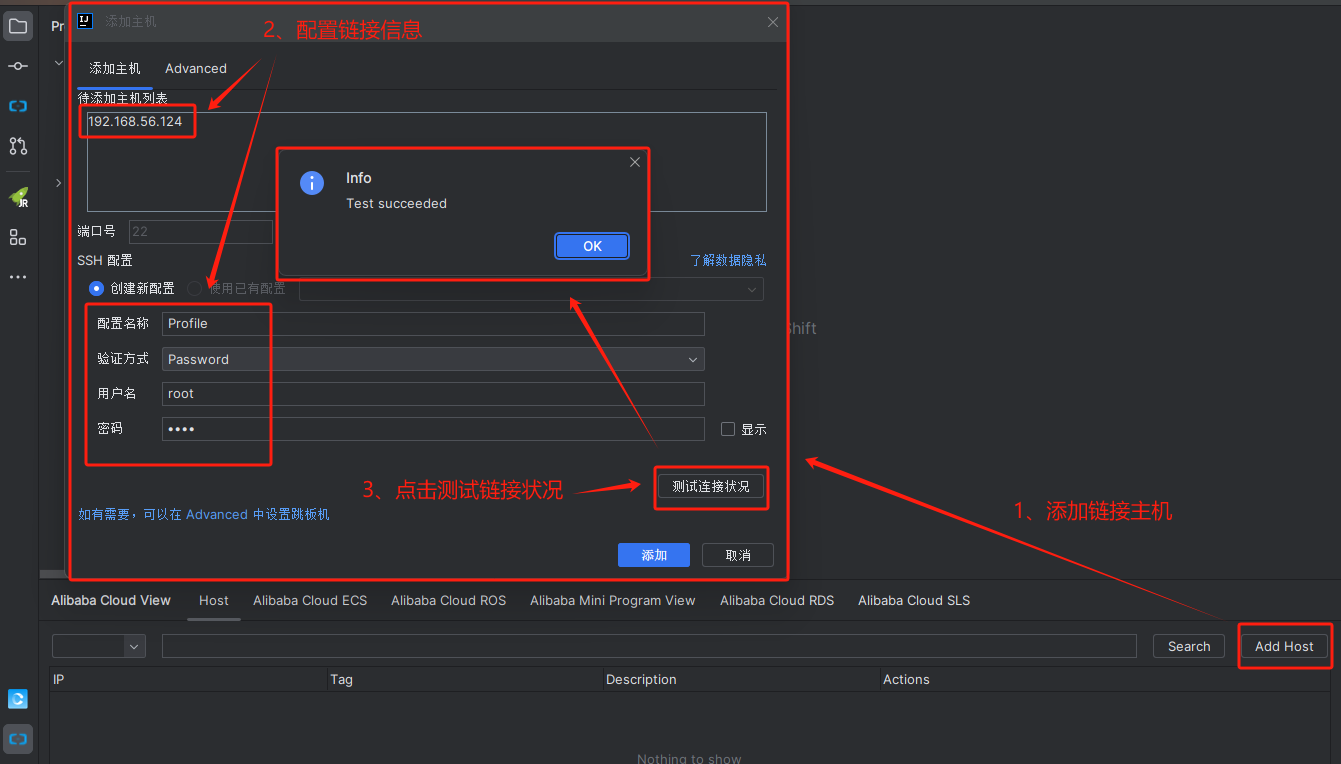 Pr
添加主机
2、配置链接信息
添加主机 Advanced
待添加主机列表
192.168.56.124
Info
Test succeeded
OK
端口号 22
SSH 配置
了解数据隐私
创建新配置 使用已有配置
配置名称 Profile
验证方式 Password
用户名 root
密码 ••••
显示
Shift
3、点击测试链接状况
测试连接状况
1、添加链接主机
如有需要，可以在 Advanced 中设置跳板机
添加 取消
Alibaba Cloud View Host Alibaba Cloud ECS Alibaba Cloud ROS Alibaba Mini Program View Alibaba Cloud RDS Alibaba Cloud SLS
Search Add Host
IP Tag Description Actions
Nothing to show
JR
IJ